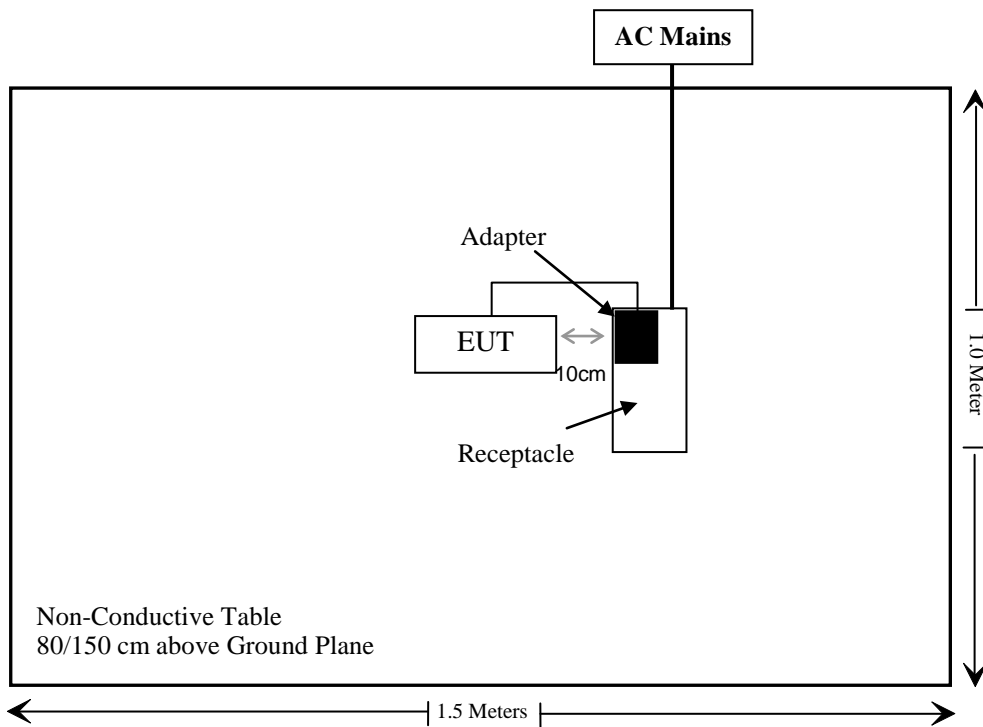 AC Mains
Adapter
EUT
10cm
Receptacle
1.0 Meter
Non-Conductive Table
80/150 cm above Ground Plane
1.5 Meters